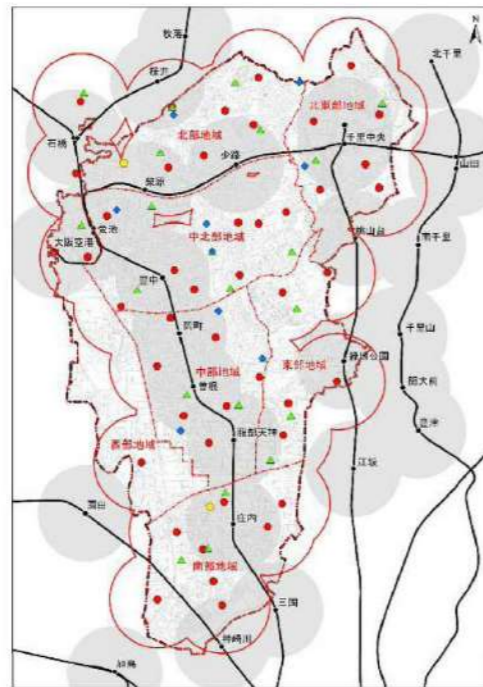 N
牧落
桜井
北千里
北東部地域
北部地域
石橋
千里中央
少路
山田
柴原
蛍池
中北部地域
桃山台
南千里
大阪空港
豊中
岡町
千里山
緑地公園
中部地域
東部地域
曽根
関大前
服部天神
豊津
西部地域
江坂
園田
庄内
南部地域
三国
神崎川
加島